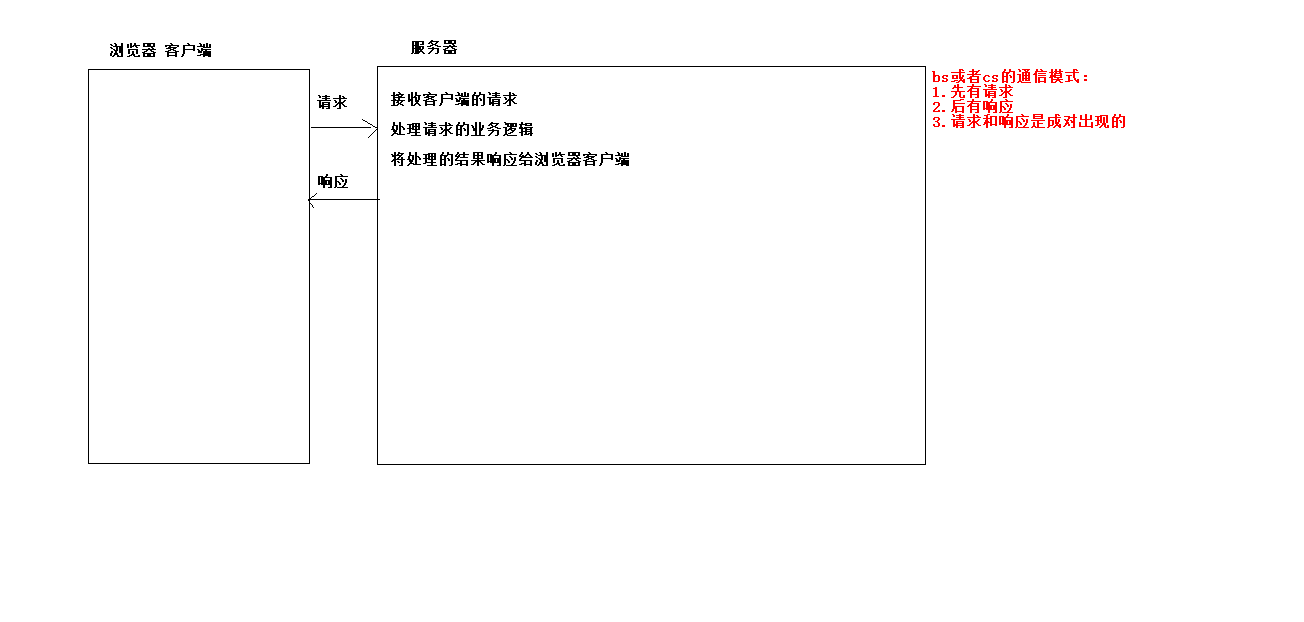 浏览器 客户端
服务器
请求
响应
接收客户端的请求
处理请求的业务逻辑
将处理的结果响应给浏览器客户端
bs或者cs的通信模式：
1.先有请求
2.后有响应
3.请求和响应是成对出现的